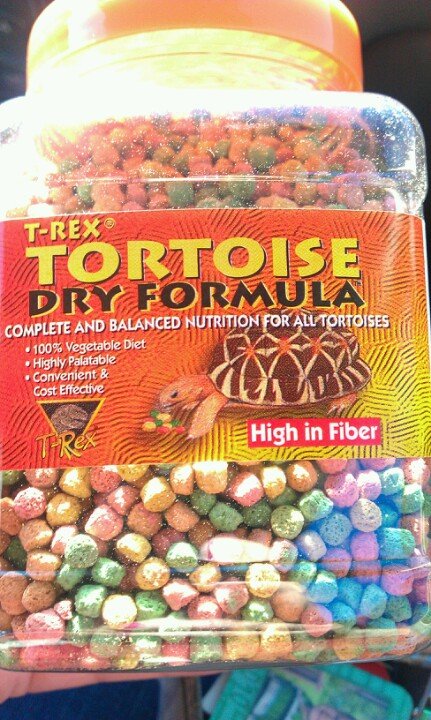 T-REX®
TORTOISE
DRY FORMULA™
COMPLETE AND BALANCED NUTRITION FOR ALL TORTOISES
• 100% Vegetable Diet
• Highly Palatable
• Convenient &
Cost Effective
T-Rex
High in Fiber